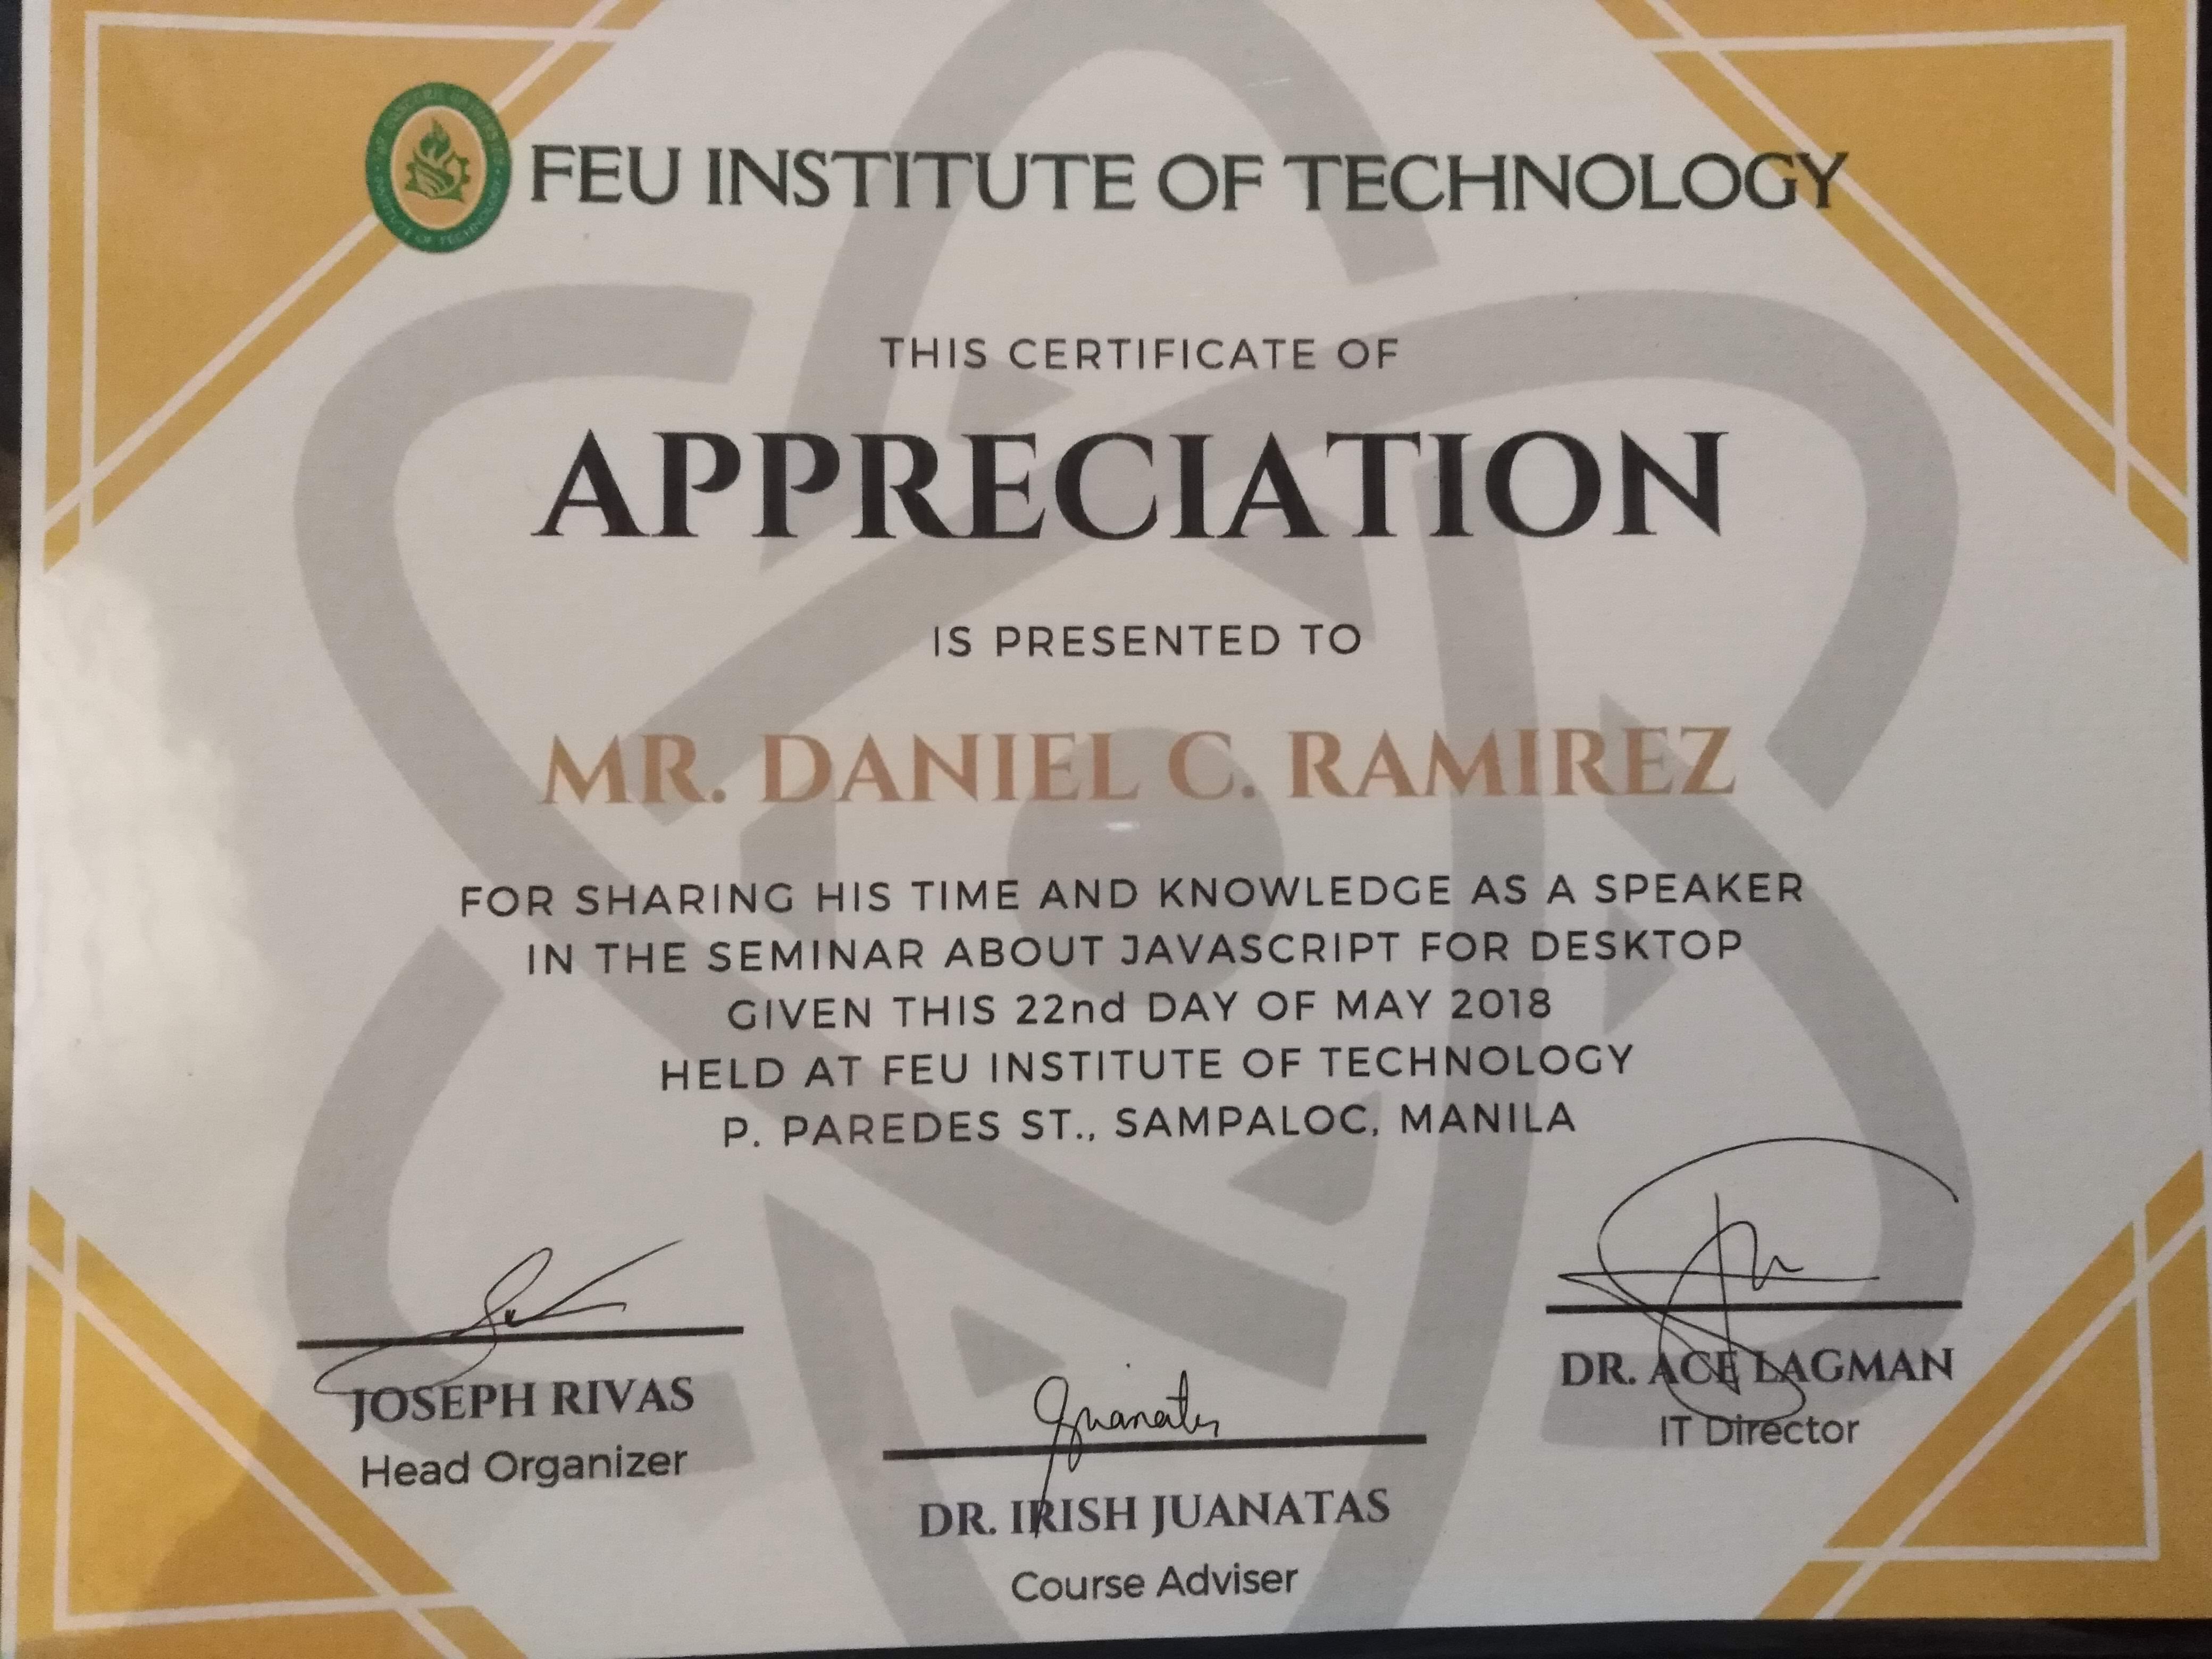 FEU INSTITUTE OF TECHNOLOGY
THIS CERTIFICATE OF
APPRECIATION
IS PRESENTED TO
MR. DANIEL C. RAMIREZ
FOR SHARING HIS TIME AND KNOWLEDGE AS A SPEAKER
IN THE SEMINAR ABOUT JAVASCRIPT FOR DESKTOP
GIVEN THIS 22nd DAY OF MAY 2018
HELD AT FEU INSTITUTE OF TECHNOLOGY
P. PAREDES ST., SAMPALOC, MANILA
JOSEPH RIVAS
Head Organizer
Juanatas
DR. IRISH JUANATAS
Course Adviser
DR. ACE LAGMAN
IT Director